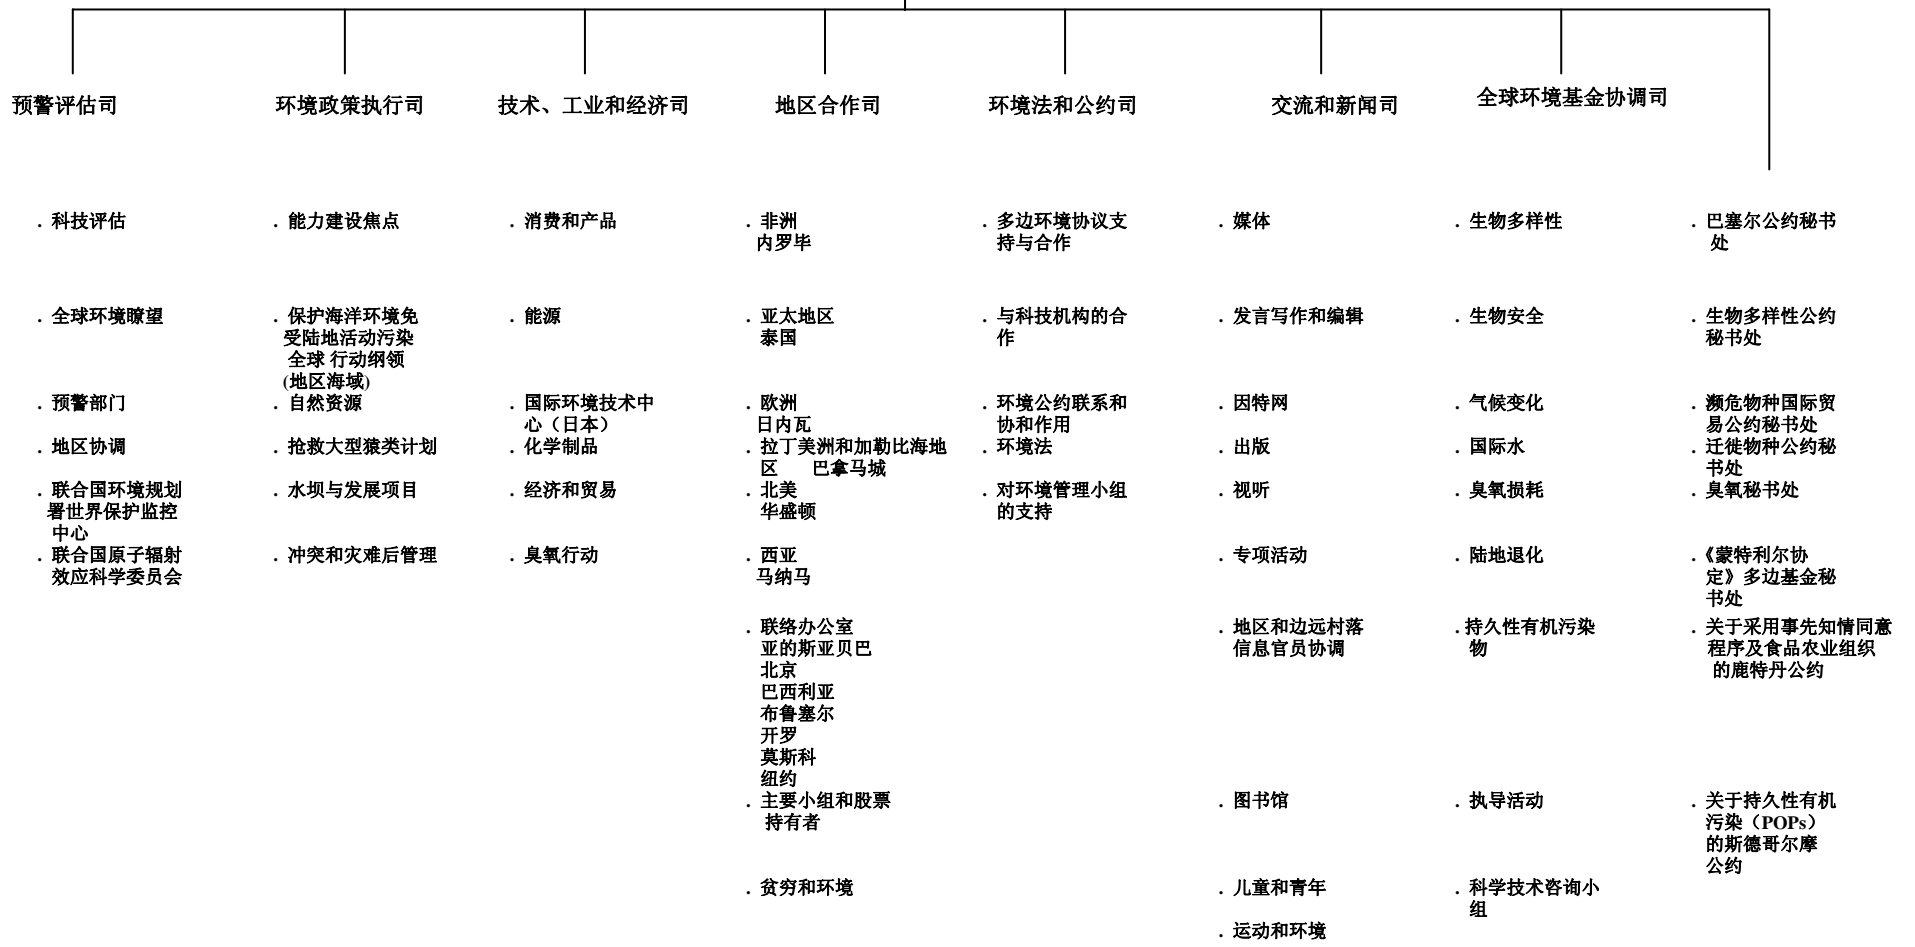 预警评估司
环境政策执行司
技术、工业和经济司
地区合作司
环境法和公约司
交流和新闻司
全球环境基金协调司
. 科技评估
. 全球环境瞭望
. 预警部门
. 地区协调
. 联合国环境规划
署世界保护监控
中心
. 联合国原子辐射
效应科学委员会
. 能力建设焦点
. 保护海洋环境免
受陆地活动污染
全球 行动纲领
(地区海域)
. 自然资源
. 抢救大型猿类计划
. 水坝与发展项目
. 冲突和灾难后管理
. 消费和产品
. 能源
. 国际环境技术中
心（日本）
. 化学制品
. 经济和贸易
. 臭氧行动
. 非洲
内罗毕
. 亚太地区
泰国
. 欧洲
日内瓦
. 拉丁美洲和加勒比海地
区 巴拿马城
. 北美
华盛顿
. 西亚
马纳马
. 联络办公室
亚的斯亚贝巴
北京
巴西利亚
布鲁塞尔
开罗
莫斯科
纽约
. 主要小组和股票
持有者
. 贫穷和环境
. 多边环境协议支
持与合作
. 与科技机构的合
作
. 环境公约联系和
协和作用
. 环境法
. 对环境管理小组
的支持
. 媒体
. 发言写作和编辑
. 因特网
. 出版
. 视听
. 专项活动
. 地区和边远村落
信息官员协调
. 图书馆
. 儿童和青年
. 运动和环境
. 生物多样性
. 生物安全
. 气候变化
. 国际水
. 臭氧损耗
. 陆地退化
. 持久性有机污染
物
. 执导活动
. 科学技术咨询小
组
. 巴塞尔公约秘书
处
. 生物多样性公约
秘书处
. 濒危物种国际贸
易公约秘书处
. 迁徙物种公约秘
书处
. 臭氧秘书处
. 《蒙特利尔协
定》多边基金秘
书处
. 关于采用事先知情同意
程序及食品农业组织
的鹿特丹公约
. 关于持久性有机
污染（POPs）
的斯德哥尔摩
公约